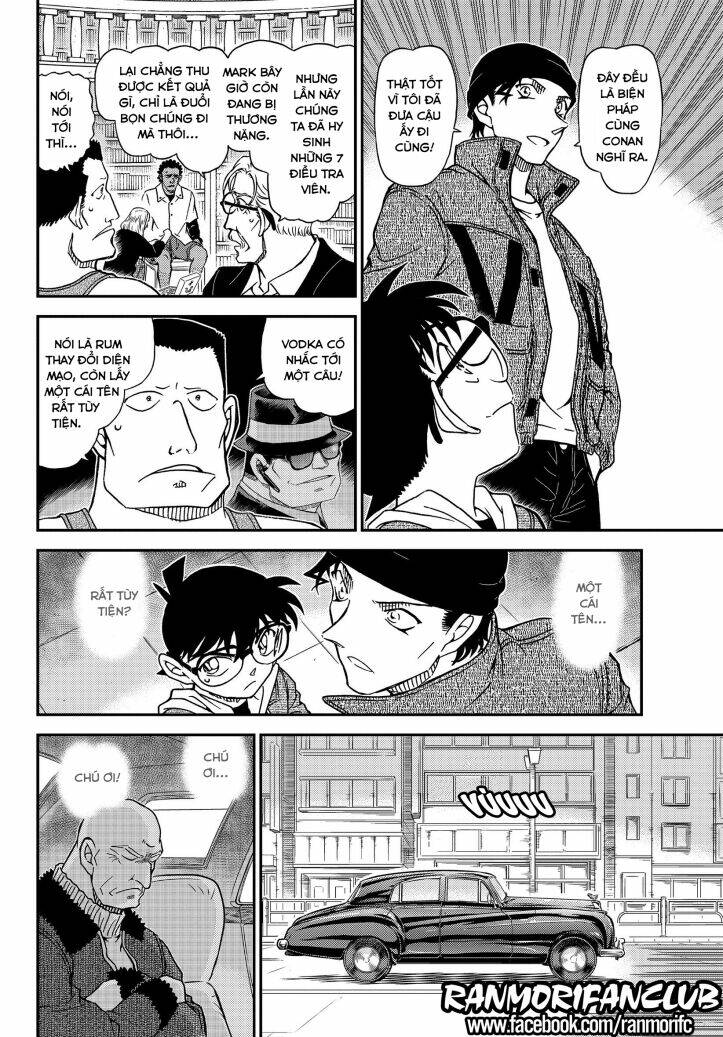 ĐÂY ĐỀU
LÀ BIỆN
PHÁP
CÙNG
CONAN
NGHĨ RA.
THẬT TỐT
VÌ TÔI ĐÃ
ĐƯA CẬU
ẤY ĐI
CÙNG!
NHƯNG
LẦN NÀY
CHÚNG
TA ĐÃ HY
SINH
NHỮNG 7
ĐIỀU TRA
VIÊN.
MARK BÂY
GIỜ CÒN
ĐANG BỊ
THƯƠNG
NẶNG.
LẠI CHẲNG THU
ĐƯỢC KẾT QUẢ
GÌ, CHỈ LÀ ĐUỔI
BỌN CHÚNG ĐI
MÀ THÔI...
NÓI,
NÓI
TỚI
THÌ...
VODKA CÓ
NHẮC TỚI
MỘT CÂU!
NÓI LÀ RUM
THAY ĐỔI DIỆN
MẠO, CÒN LẤY
MỘT CÁI TÊN
RẤT TÙY
TIỆN.
MỘT
CÁI
TÊN...
RẤT TÙY
TIỆN?
VÙUUU
CHÚ
ƠI...
CHÚ ƠI!
RANMORIFANCLUB
www.facebook.com/ranmorifc